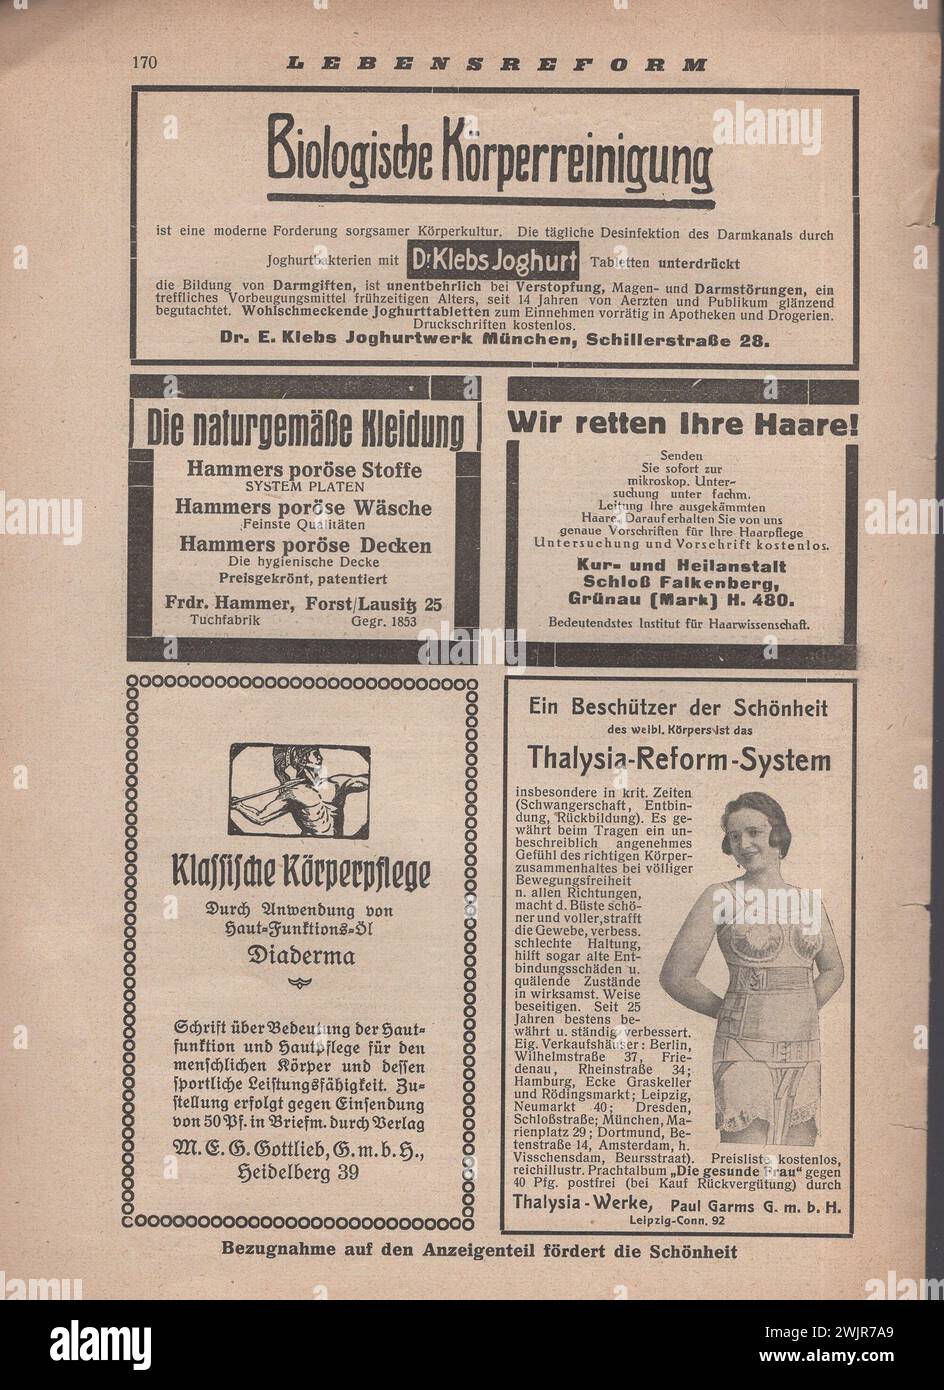 170
LEBENSREFORM
Biologische Körperreinigung
ist eine moderne Forderung sorgsamer Körperkultur. Die tägliche Desinfektion des Darmkanals durch
Joghurtbakterien mit Dr. Klebs Joghurt Tabletten unterdrückt
die Bildung von Darmgiften, ist unentbehrlich bei Verstopfung, Magen- und Darmstörungen, ein
treffliches Vorbeugungsmittel frühzeitigen Alters, seit 14 Jahren von Aerzten und Publikum glänzend
begutachtet. Wohlschmeckende Joghurttabletten zum Einnehmen vorrätig in Apotheken und Drogerien.
Druckschriften kostenlos.
Dr. E. Klebs Joghurtwerk München, Schillerstraße 28.
Die naturgemäße Kleidung
Hammers poröse Stoffe
SYSTEM PLATEN
Hammers poröse Wäsche
Feinste Qualitäten
Hammers poröse Decken
Die hygienische Decke
Preisgekrönt, patentiert
Frdr. Hammer, Forst/Lausitz 25
Tuchfabrik Gegr. 1853
Wir retten Ihre Haare!
Senden
Sie sofort zur
mikroskop. Unter-
suchung unter fachm.
Leitung Ihre ausgekämmten
Haare. Darauf erhalten Sie von uns
genaue Vorschriften für Ihre Haarpflege
Untersuchung und Vorschrift kostenlos.
Kur- und Heilanstalt
Schloß Falkenberg,
Grünau (Mark) H. 480.
Bedeutendstes Institut für Haarwissenschaft.
Klassische Körperpflege
Durch Anwendung von
Haut-Funktions-Öl
Diaderma
Schrift über Bedeutung der Haut-
funktion und Hautpflege für den
menschlichen Körper und dessen
sportliche Leistungsfähigkeit. Zu-
stellung erfolgt gegen Einsendung
von 50 Pf. in Briefm. durch Verlag
M. E. G. Gottlieb, G. m. b. H.,
Heidelberg 39
Ein Beschützer der Schönheit
des weibl. Körpers ist das
Thalysia-Reform-System
insbesondere in krit. Zeiten
(Schwangerschaft, Entbin-
dung, Rückbildung). Es ge-
währt beim Tragen ein un-
beschreiblich angenehmes
Gefühl des richtigen Körper-
zusammenhaltes bei völliger
Bewegungsfreiheit
n. allen Richtungen,
macht d. Büste schö-
ner und voller, strafft
die Gewebe, verbess.
schlechte Haltung,
hilft sogar alte Ent-
bindungsschäden u.
quälende Zustände
in wirksamst. Weise
beseitigen. Seit 25
Jahren bestens be-
währt u. ständig verbessert.
Eig. Verkaufshäuser: Berlin,
Wilhelmstraße 37, Frie-
denau, Rheinstraße 34;
Hamburg, Ecke Graskeller
und Rödingsmarkt; Leipzig,
Neumarkt 40; Dresden,
Schloßstraße; München, Ma-
rienplatz 29; Dortmund, Be-
tenstraße 14, Amsterdam, h.
Visschensdam, Beursstraat). Preisliste kostenlos,
reichillustr. Prachtalbum „Die gesunde Frau“ gegen
40 Pfg. postfrei (bei Kauf Rückvergütung) durch
Thalysia-Werke, Paul Garms G. m. b. H.
Leipzig-Conn. 92
Bezugnahme auf den Anzeigenteil fördert die Schönheit
alamy
Image ID: 2WJR7A9
www.alamy.com